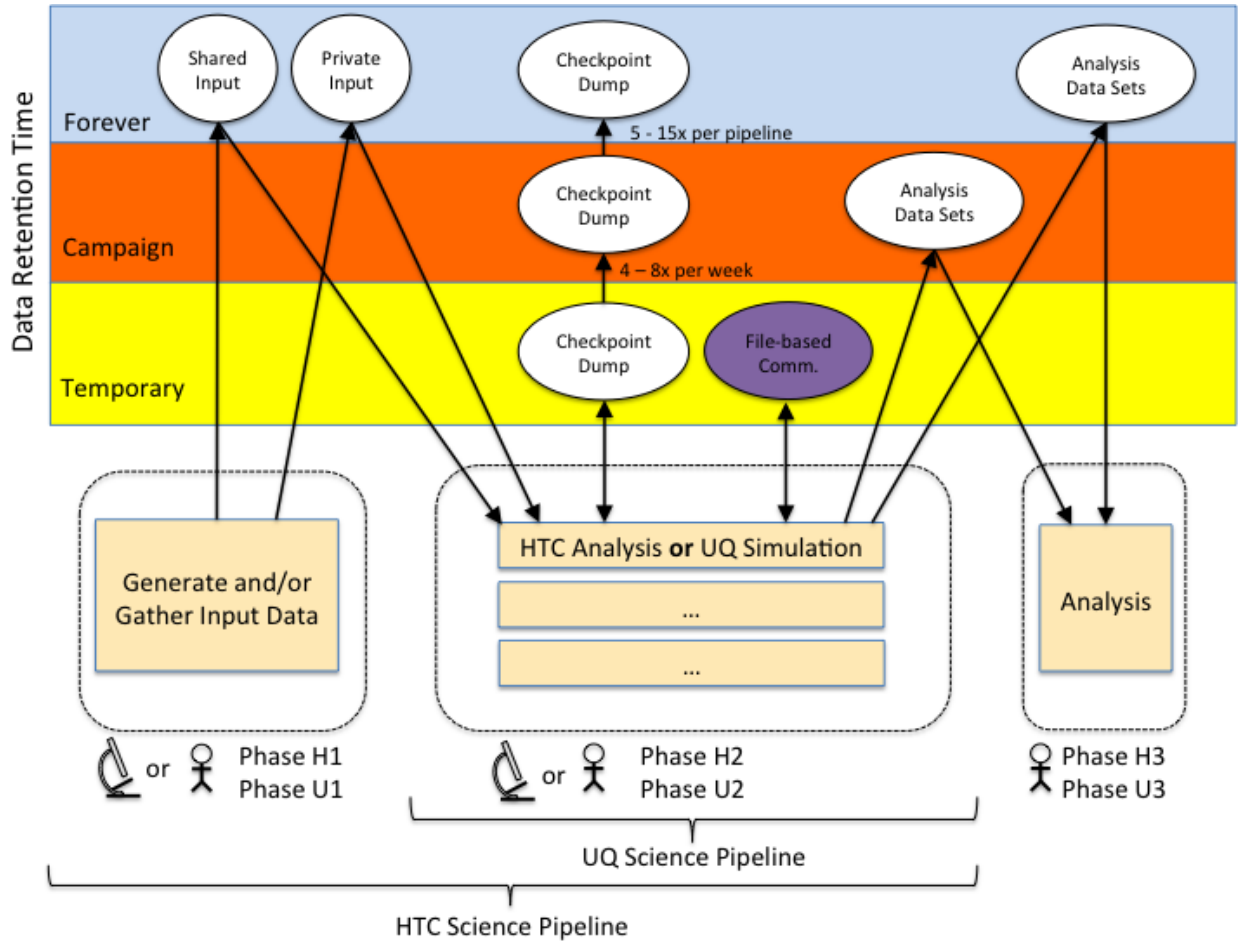 Data Retention Time
Shared
Input
Private
Input
Checkpoint
Dump
Analysis
Data Sets
Forever
5 - 15x per pipeline
Checkpoint
Dump
Analysis
Data Sets
Campaign
4 – 8x per week
Checkpoint
Dump
File-based
Comm.
Temporary
Generate and/or
Gather Input Data
HTC Analysis or UQ Simulation
...
...
Analysis
or
Phase H1
Phase U1
or
Phase H2
Phase U2
Phase H3
Phase U3
UQ Science Pipeline
HTC Science Pipeline